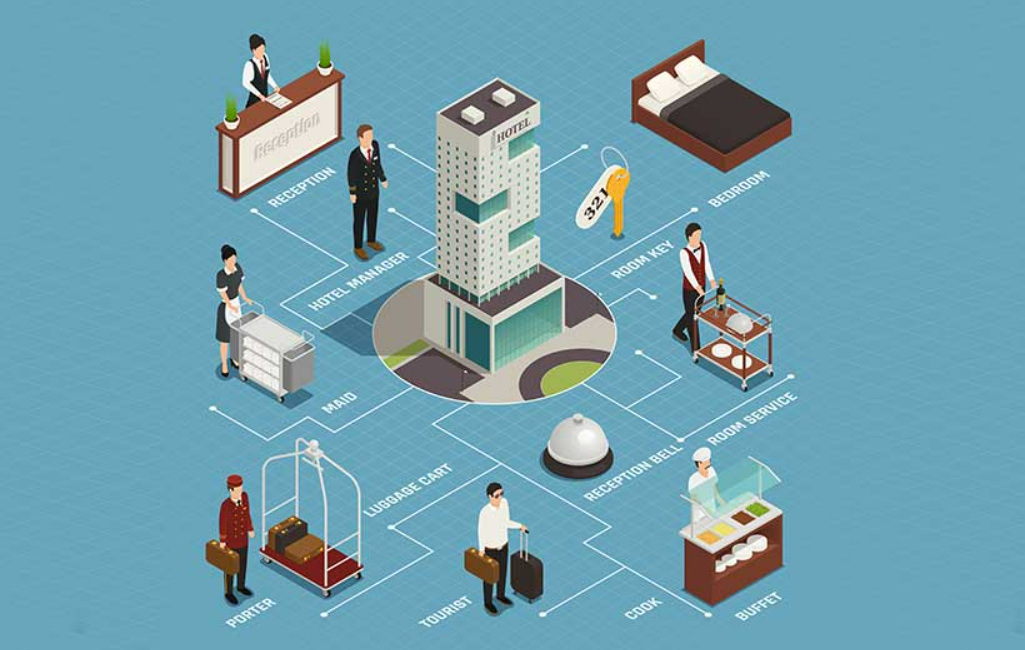 HOTEL
Reception
RECEPTION
321
BEDROOM
HOTEL MANAGER
ROOM KEY
MAID
ROOM SERVICE
LUGGAGE CART
RECEPTION BELL
PORTER
TOURIST
COOK
BUFFET